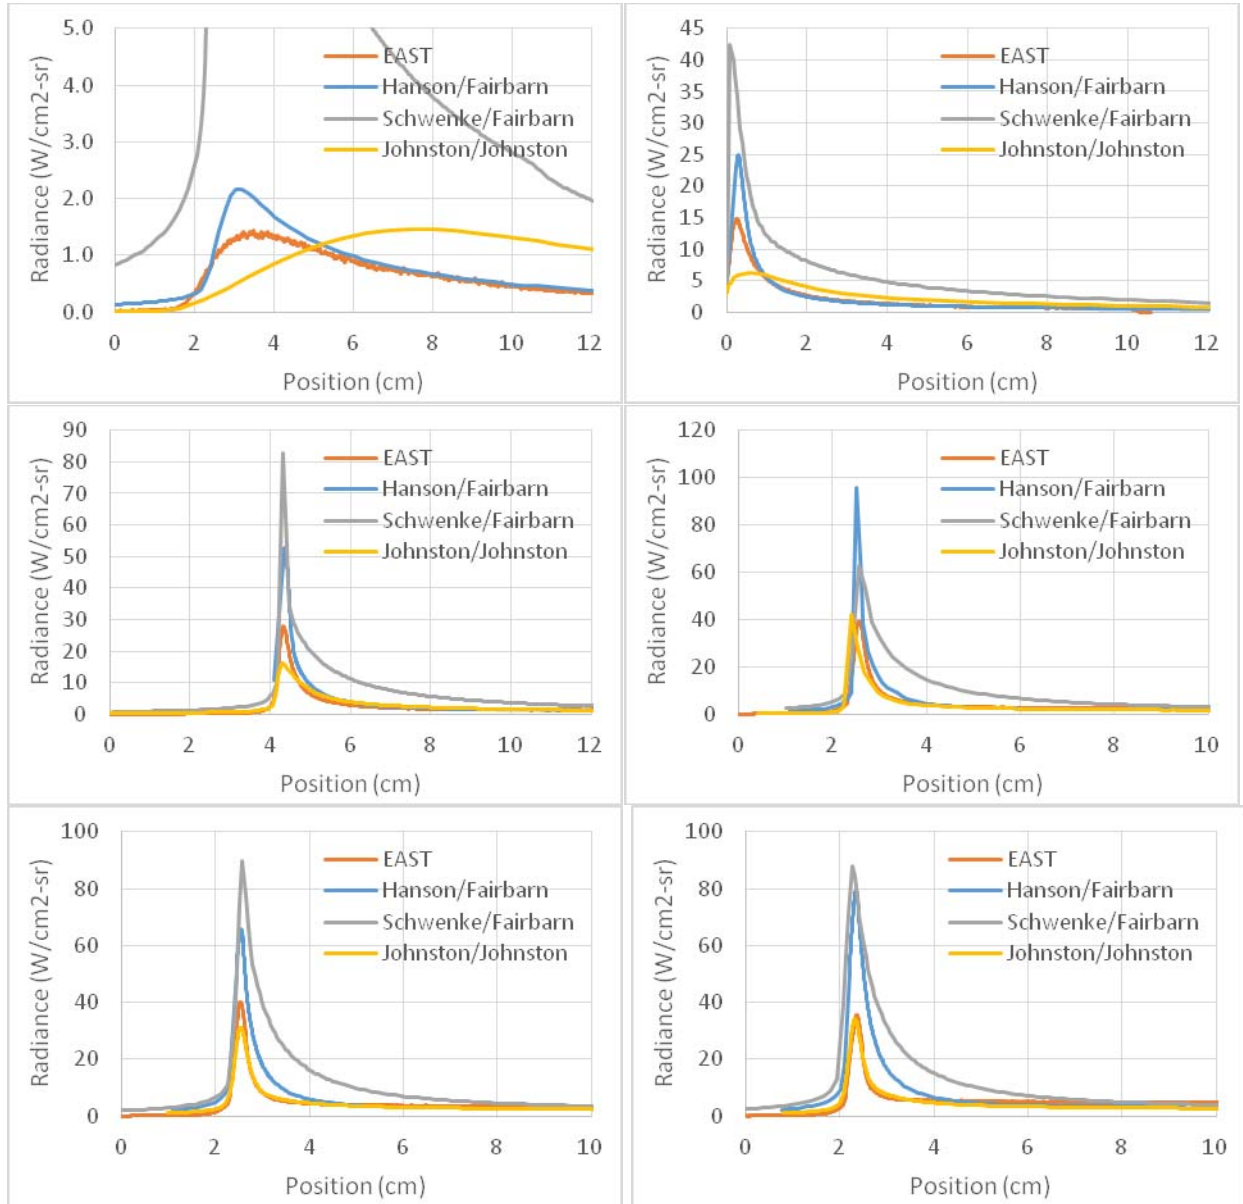 5.0
4.0
3.0
2.0
1.0
0.0
Radiance (W/cm2-sr)
EAST
Hanson/Fairbarn
Schwenke/Fairbarn
Johnston/Johnston
0 2 4 6 8 10 12
Position (cm)
45
40
35
30
25
20
15
10
5
0
Radiance (W/cm2-sr)
EAST
Hanson/Fairbarn
Schwenke/Fairbarn
Johnston/Johnston
0 2 4 6 8 10 12
Position (cm)
90
80
70
60
50
40
30
20
10
0
Radiance (W/cm2-sr)
EAST
Hanson/Fairbarn
Schwenke/Fairbarn
Johnston/Johnston
0 2 4 6 8 10 12
Position (cm)
120
100
80
60
40
20
0
Radiance (W/cm2-sr)
EAST
Hanson/Fairbarn
Schwenke/Fairbarn
Johnston/Johnston
0 2 4 6 8 10
Position (cm)
100
80
60
40
20
0
Radiance (W/cm2-sr)
EAST
Hanson/Fairbarn
Schwenke/Fairbarn
Johnston/Johnston
0 2 4 6 8 10
Position (cm)
100
80
60
40
20
0
Radiance (W/cm2-sr)
EAST
Hanson/Fairbarn
Schwenke/Fairbarn
Johnston/Johnston
0 2 4 6 8 10
Position (cm)